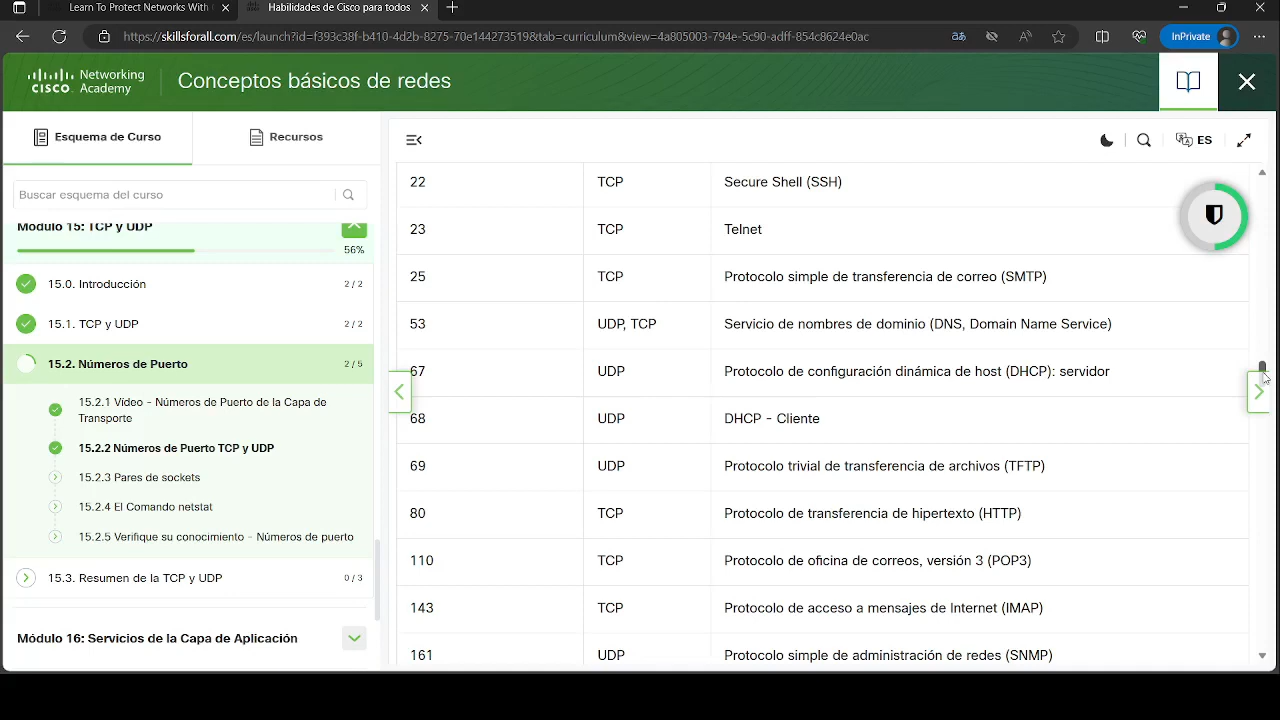 Learn To Protect Networks With
Habilidades de Cisco para todos
https://skillsforall.com/es/launch?id=f393c38f-b410-4d2b-8275-70e144273519&tab=curriculum&view=4a805003-794e-5c90-adff-854c8624e0ac
InPrivate
CISCO Networking Academy
Conceptos básicos de redes
Esquema de Curso
Recursos
ES
Buscar esquema del curso
Módulo 15: TCP y UDP
56%
15.0. Introducción 2 / 2
15.1. TCP y UDP 2 / 2
15.2. Números de Puerto 2 / 5
15.2.1 Vídeo - Números de Puerto de la Capa de
Transporte
15.2.2 Números de Puerto TCP y UDP
15.2.3 Pares de sockets
15.2.4 El Comando netstat
15.2.5 Verifique su conocimiento - Números de puerto
15.3. Resumen de la TCP y UDP 0 / 3
Módulo 16: Servicios de la Capa de Aplicación
22 TCP Secure Shell (SSH)
23 TCP Telnet
25 TCP Protocolo simple de transferencia de correo (SMTP)
53 UDP, TCP Servicio de nombres de dominio (DNS, Domain Name Service)
67 UDP Protocolo de configuración dinámica de host (DHCP): servidor
68 UDP DHCP - Cliente
69 UDP Protocolo trivial de transferencia de archivos (TFTP)
80 TCP Protocolo de transferencia de hipertexto (HTTP)
110 TCP Protocolo de oficina de correos, versión 3 (POP3)
143 TCP Protocolo de acceso a mensajes de Internet (IMAP)
161 UDP Protocolo simple de administración de redes (SNMP)